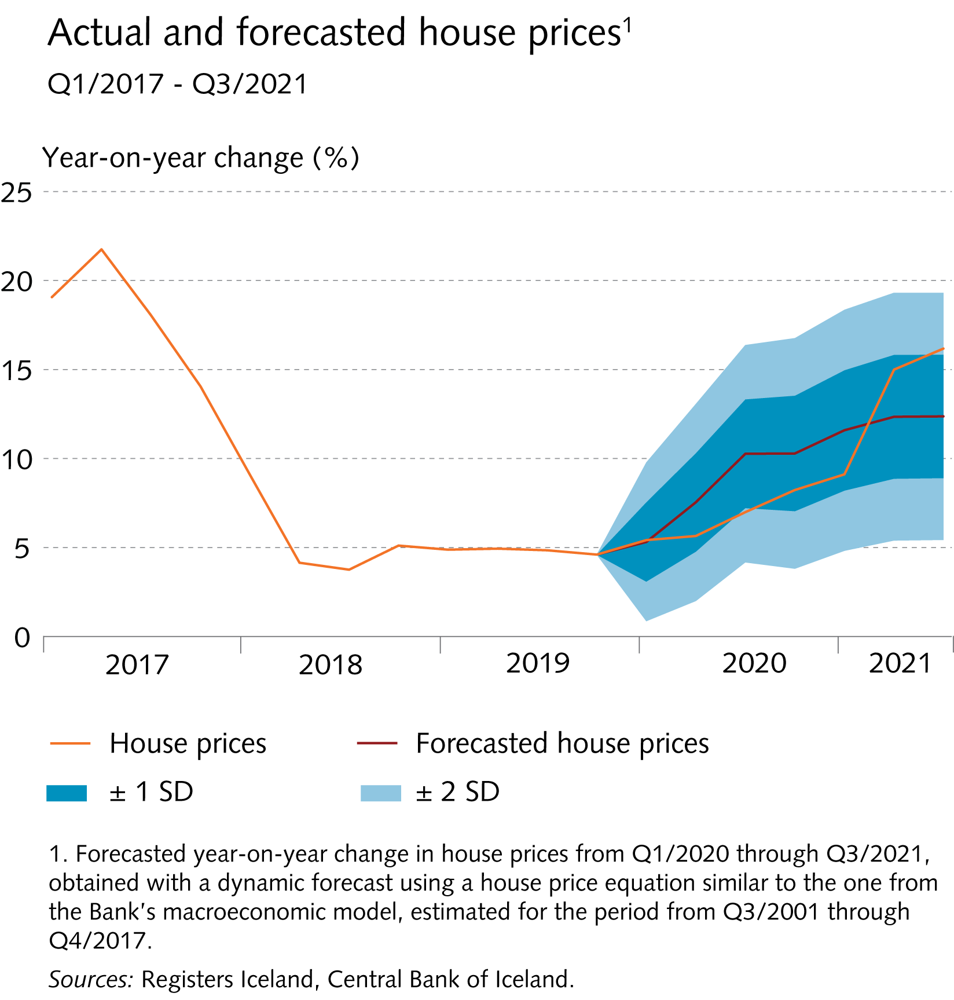 Actual and forecasted house prices¹
Q1/2017 - Q3/2021
Year-on-year change (%)
25
20
15
10
5
0
2017 2018 2019 2020 2021
House prices Forecasted house prices
± 1 SD ± 2 SD
1. Forecasted year-on-year change in house prices from Q1/2020 through Q3/2021,
obtained with a dynamic forecast using a house price equation similar to the one from
the Bank's macroeconomic model, estimated for the period from Q3/2001 through
Q4/2017.
Sources: Registers Iceland, Central Bank of Iceland.